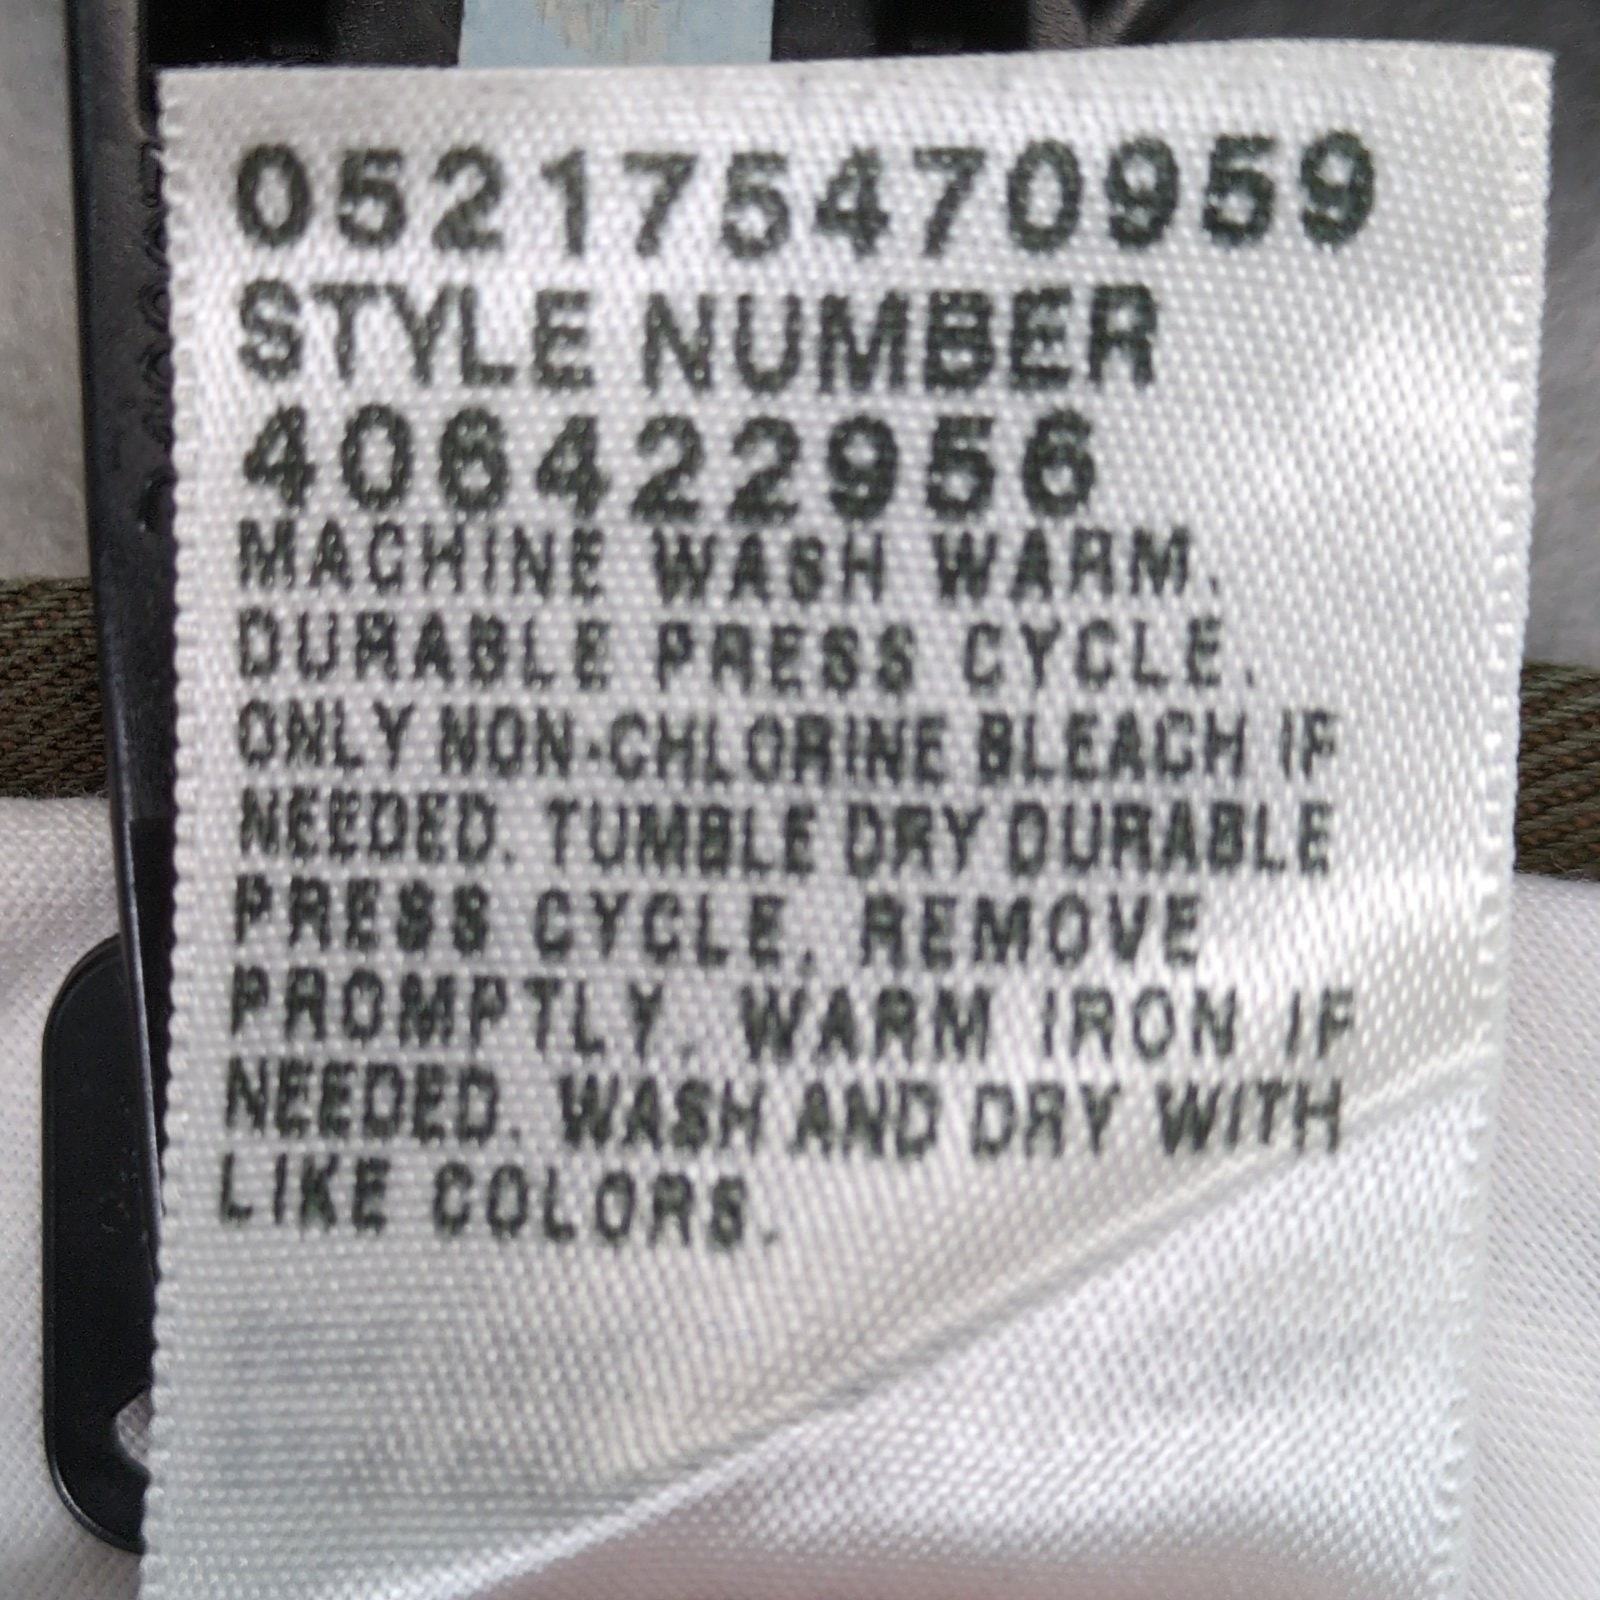 052175470959
STYLE NUMBER
406422956
MACHINE WASH WARM.
DURABLE PRESS CYCLE.
ONLY NON-CHLORINE BLEACH IF
NEEDED. TUMBLE DRY DURABLE
PRESS CYCLE. REMOVE
PROMPTLY. WARM IRON IF
NEEDED. WASH AND DRY WITH
LIKE COLORS.